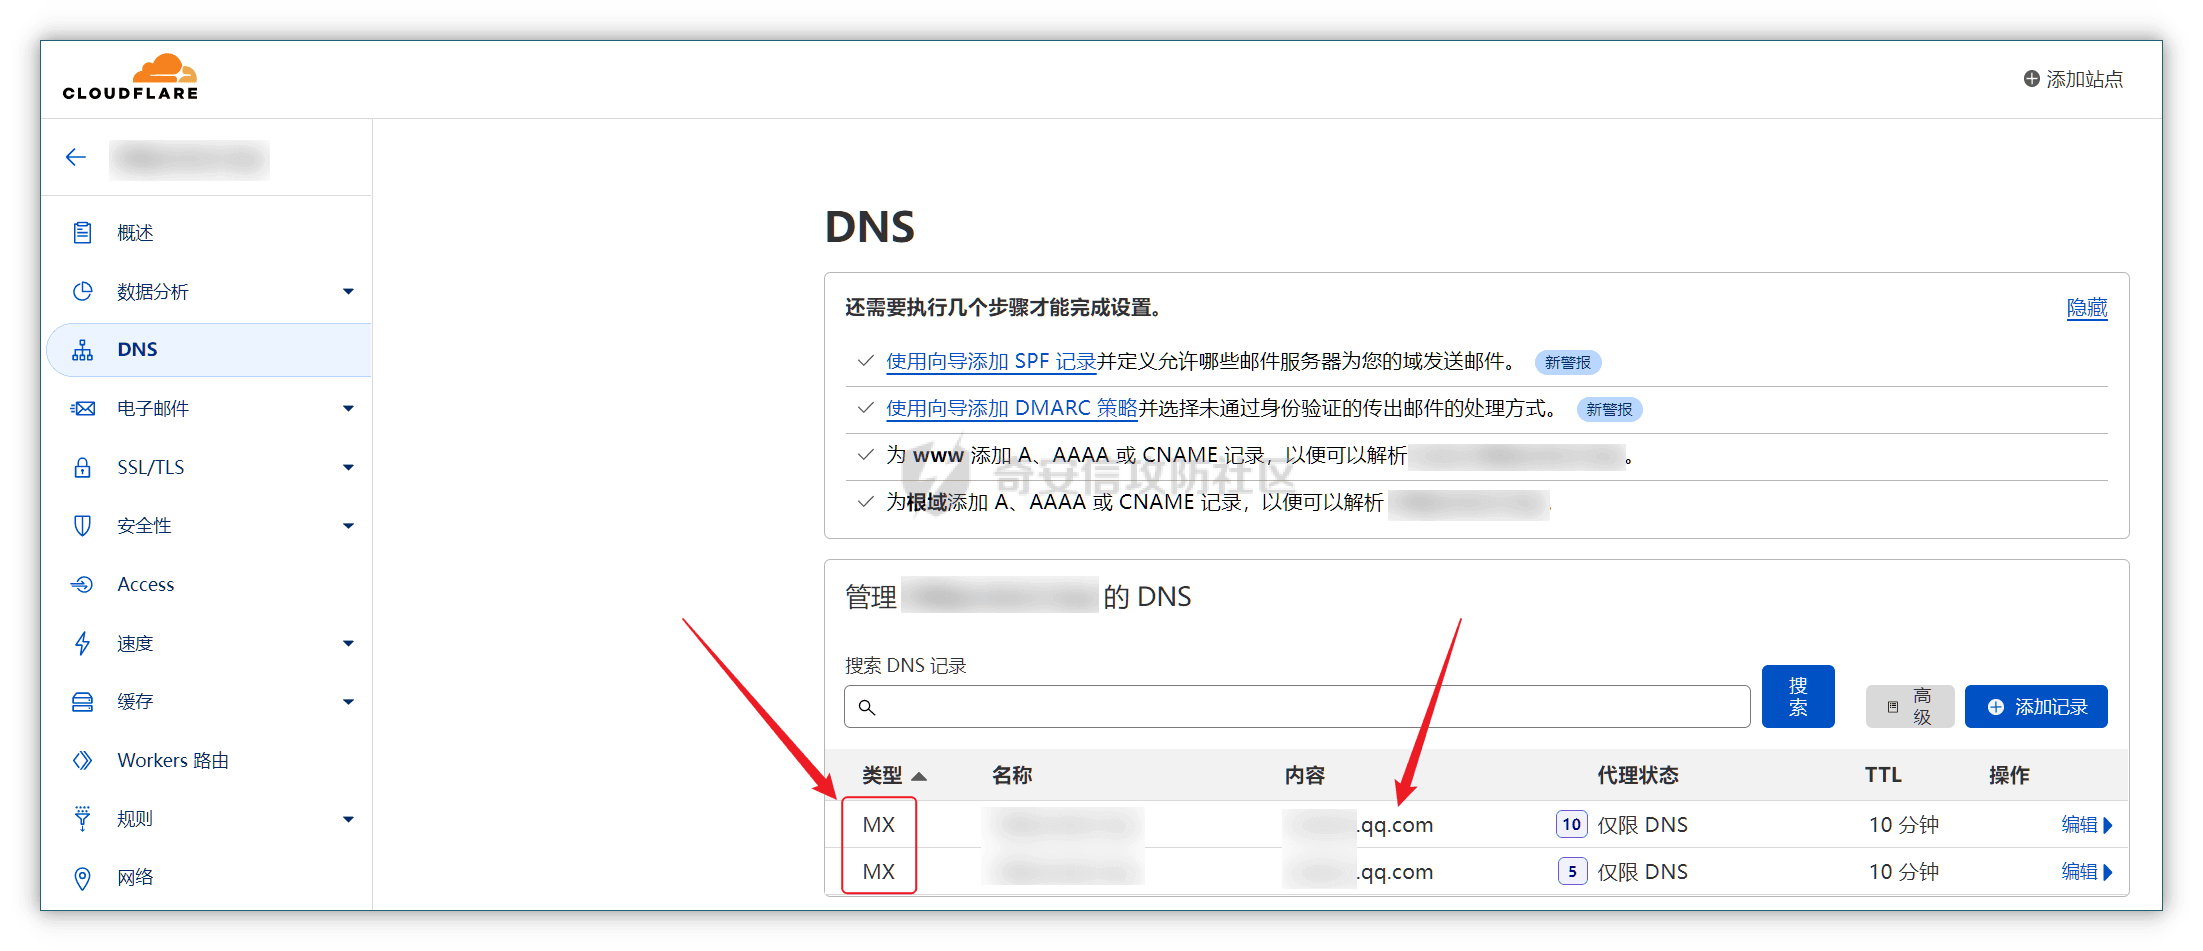 CLOUDFLARE
添加站点
概述
数据分析
DNS
电子邮件
SSL/TLS
安全性
Access
速度
缓存
Workers 路由
规则
网络
DNS
还需要执行几个步骤才能完成设置。
隐藏
使用向导添加 SPF 记录并定义允许哪些邮件服务器为您的域发送邮件。 新警报
使用向导添加 DMARC 策略并选择未通过身份验证的传出邮件的处理方式。 新警报
为 www 添加 A、AAAA 或 CNAME 记录，以便可以解析 。
为根域添加 A、AAAA 或 CNAME 记录，以便可以解析 .
奇安信攻防社区
管理 的 DNS
搜索 DNS 记录
搜索
高级
添加记录
类型 名称 内容 代理状态 TTL 操作
MX .qq.com 10 仅限 DNS 10 分钟 编辑
MX .qq.com 5 仅限 DNS 10 分钟 编辑